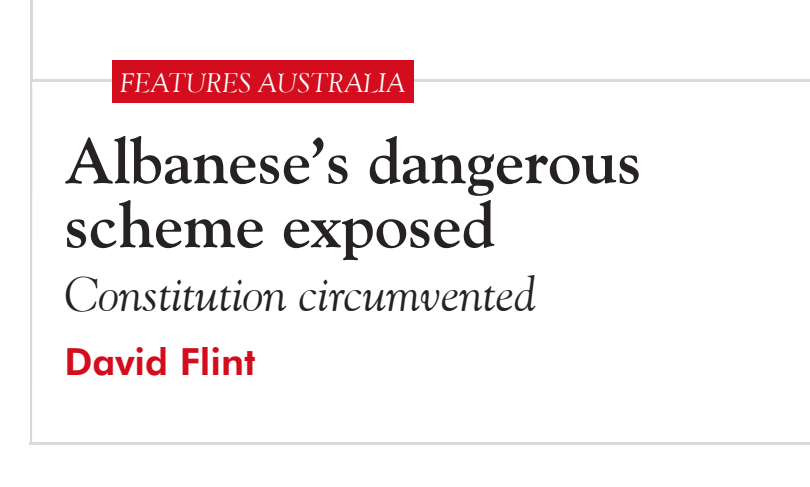 FEATURES AUSTRALIA
Albanese’s dangerous
scheme exposed
Constitution circumvented
David Flint